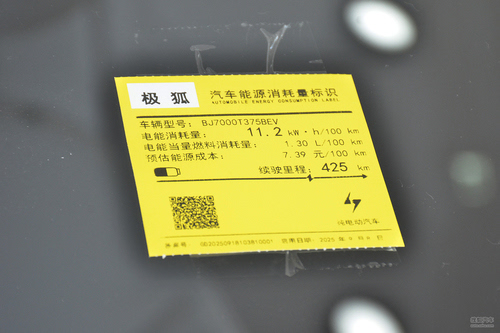 极狐
汽车能源消耗量标识
AUTOMOBILE ENERGY CONSUMPTION LABEL
车辆型号: BJ7000T375BEV
电能消耗量: 11.2 kW·h/100 km
电能当量燃料消耗量: 1.30 L/100 km
预估能源成本: 7.39 元/100 km
续驶里程: 425 km
纯电动汽车
备案号